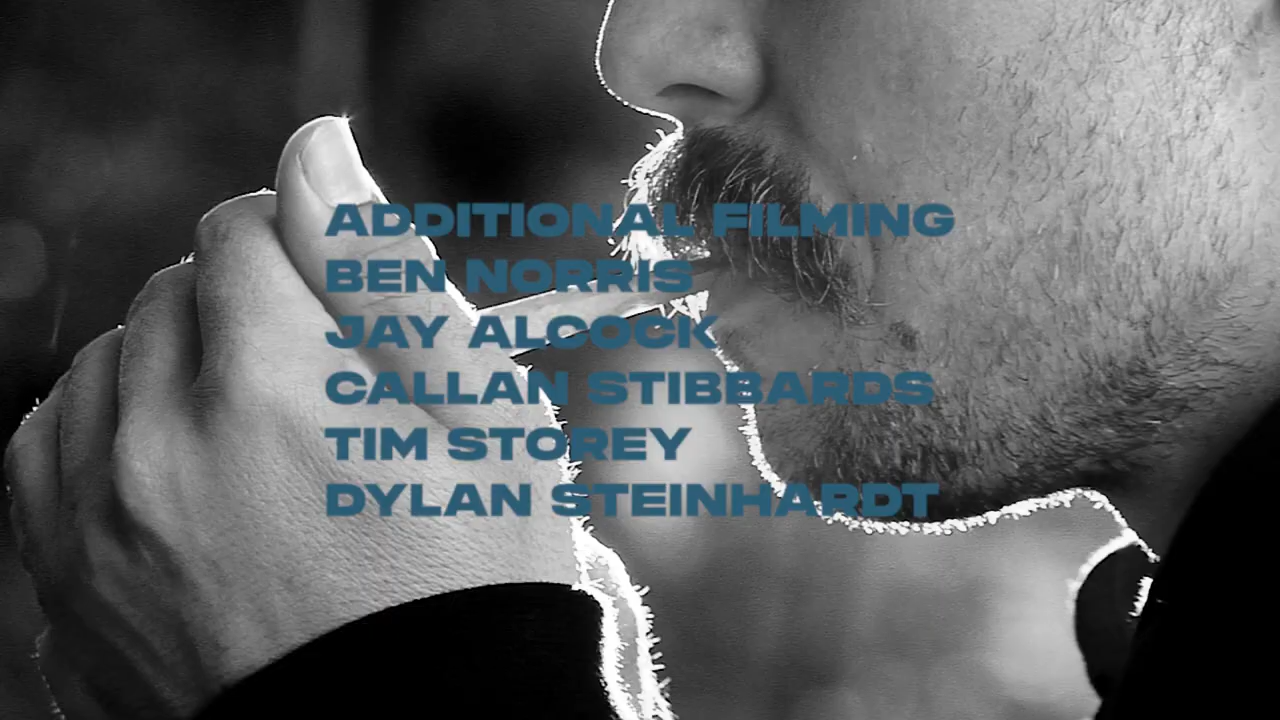 ADDITIONAL FILMING
BEN NORRIS
JAY ALCOCK
CALLAN STIBBARDS
TIM STOREY
DYLAN STEINHARDT